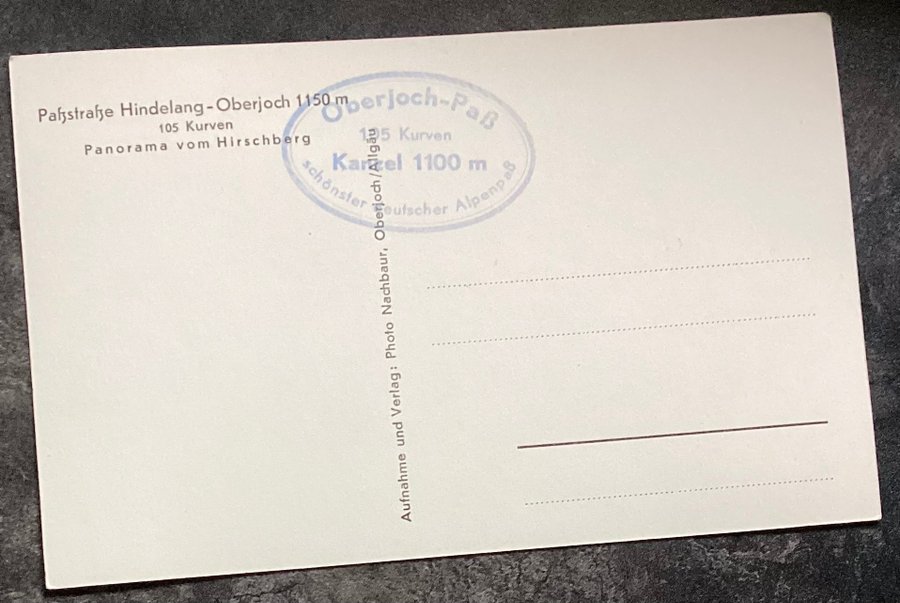 Paßstraße Hindelang-Oberjoch 1150 m
105 Kurven
Panorama vom Hirschberg
Oberjoch-Paß
105 Kurven
Kanzel 1100 m
schönster deutscher Alpenpaß
Aufnahme und Verlag: Photo Nachbaur, Oberjoch/Allgäu